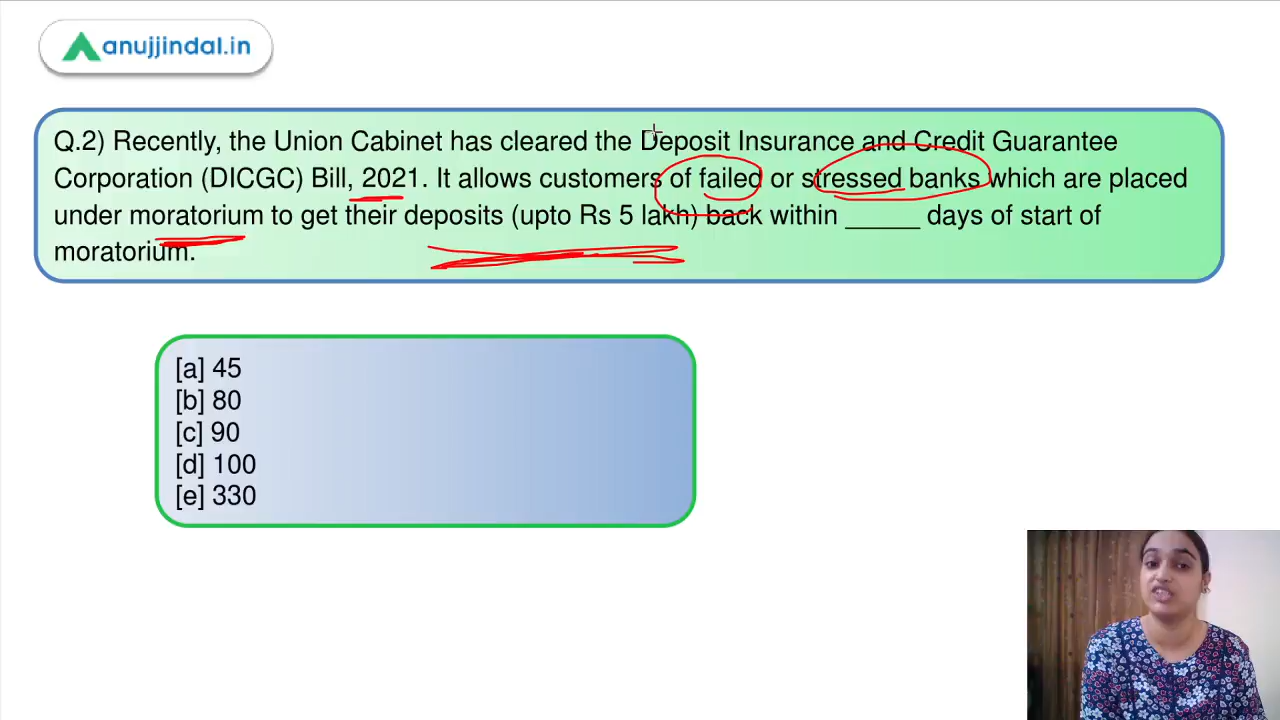 anujjindal.in
Q.2) Recently, the Union Cabinet has cleared the Deposit Insurance and Credit Guarantee
Corporation (DICGC) Bill, 2021. It allows customers of failed or stressed banks which are placed
under moratorium to get their deposits (upto Rs 5 lakh) back within _____ days of start of
moratorium.
[a] 45
[b] 80
[c] 90
[d] 100
[e] 330